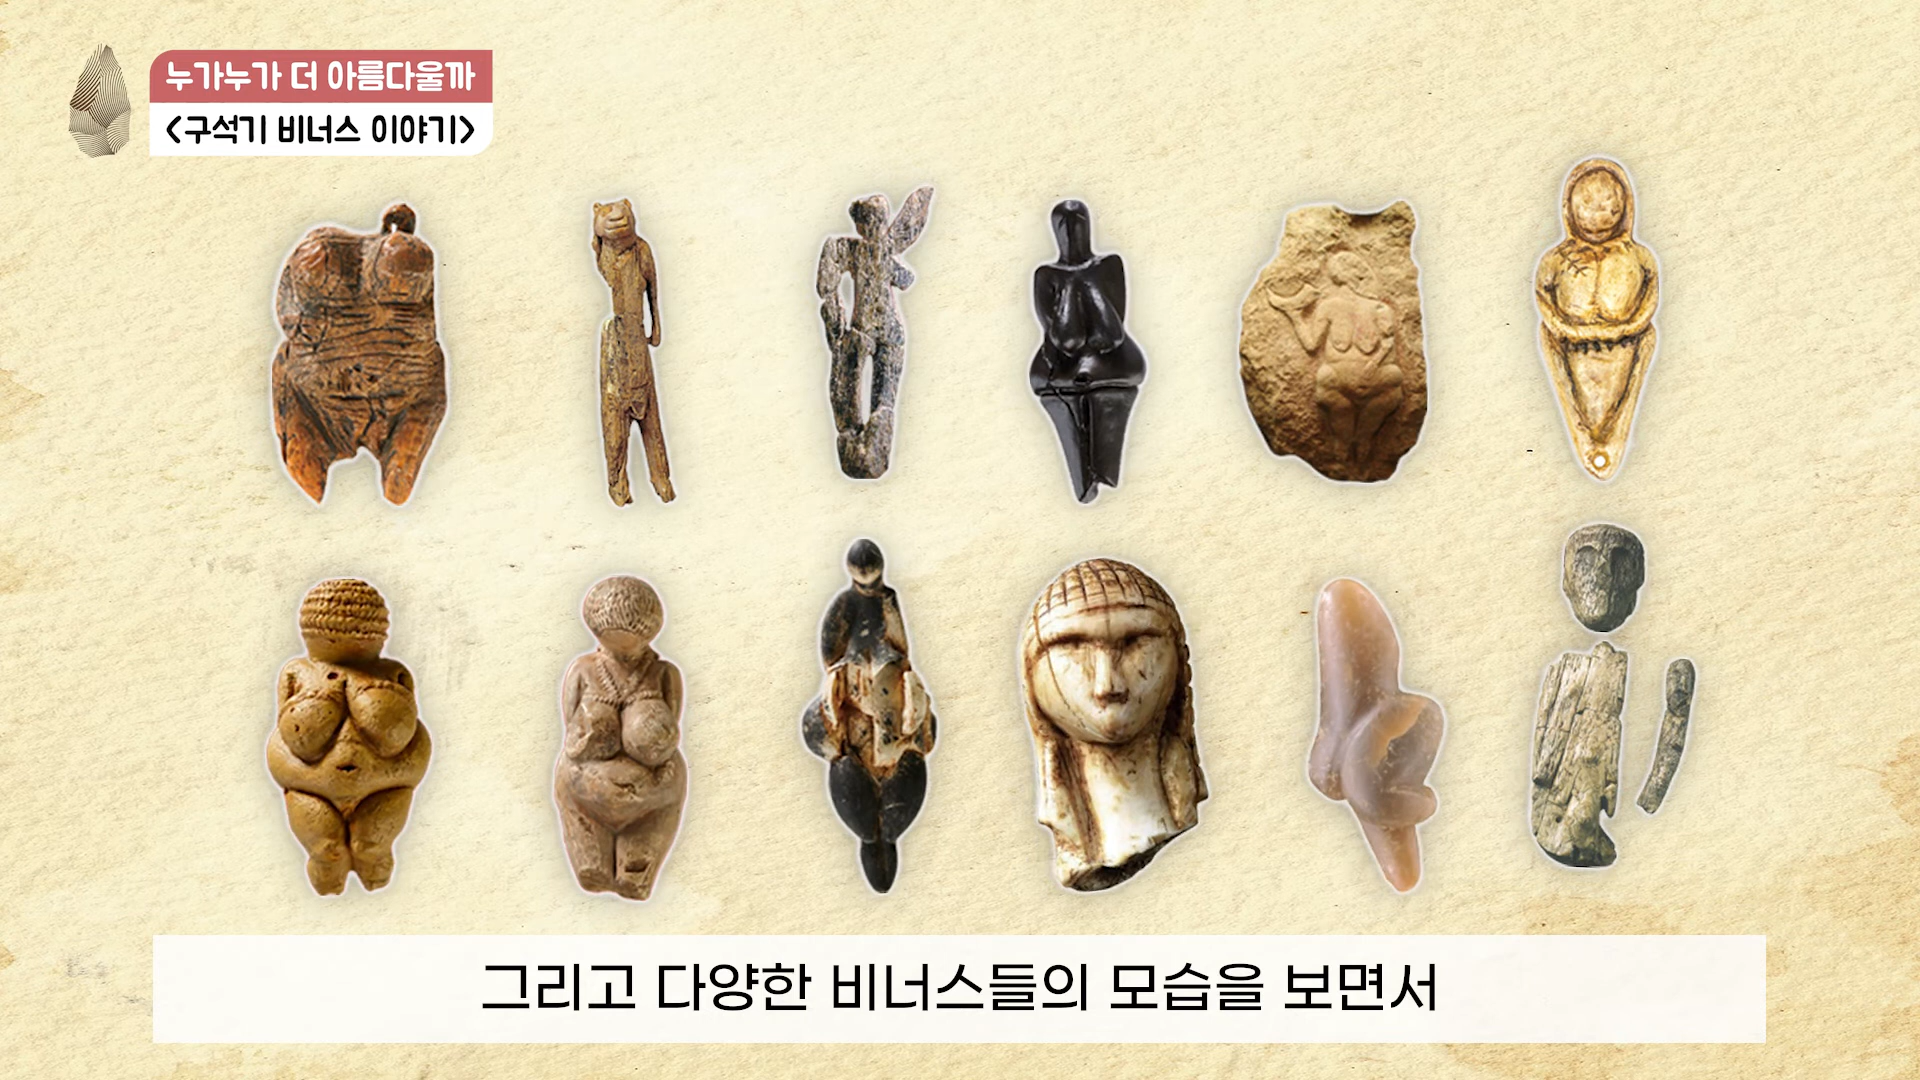 누가누가 더 아름다울까
<구석기 비너스 이야기>
그리고 다양한 비너스들의 모습을 보면서